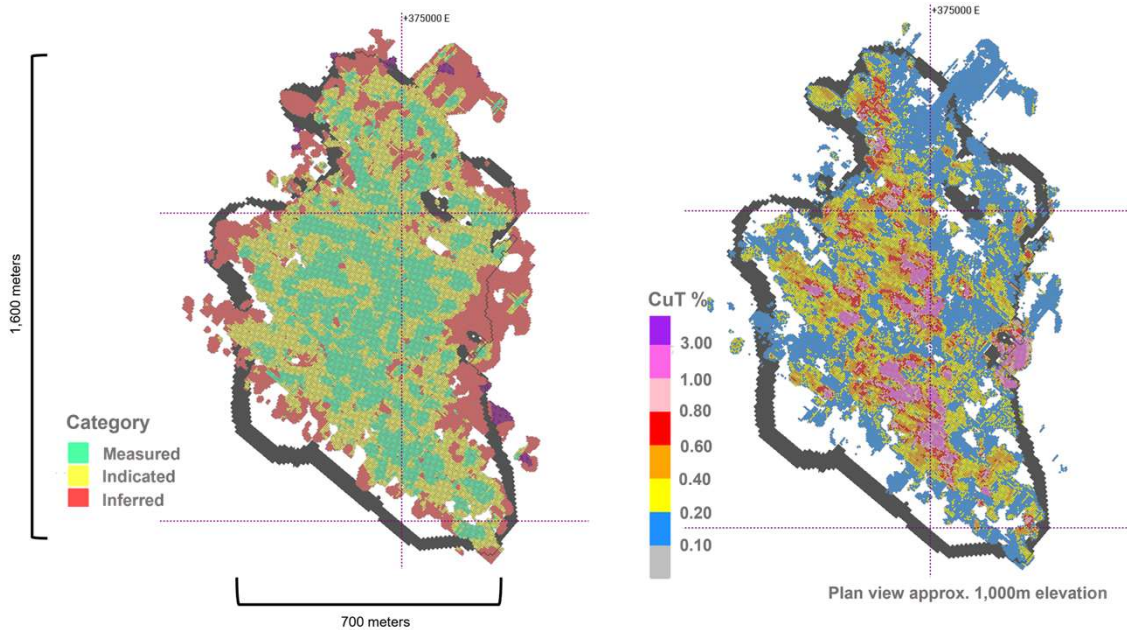 +375000 E
+375000 E
1,600 meters
Category
Measured
Indicated
Inferred
700 meters
CuT %
3.00
1.00
0.80
0.60
0.40
0.20
0.10
Plan view approx. 1,000m elevation